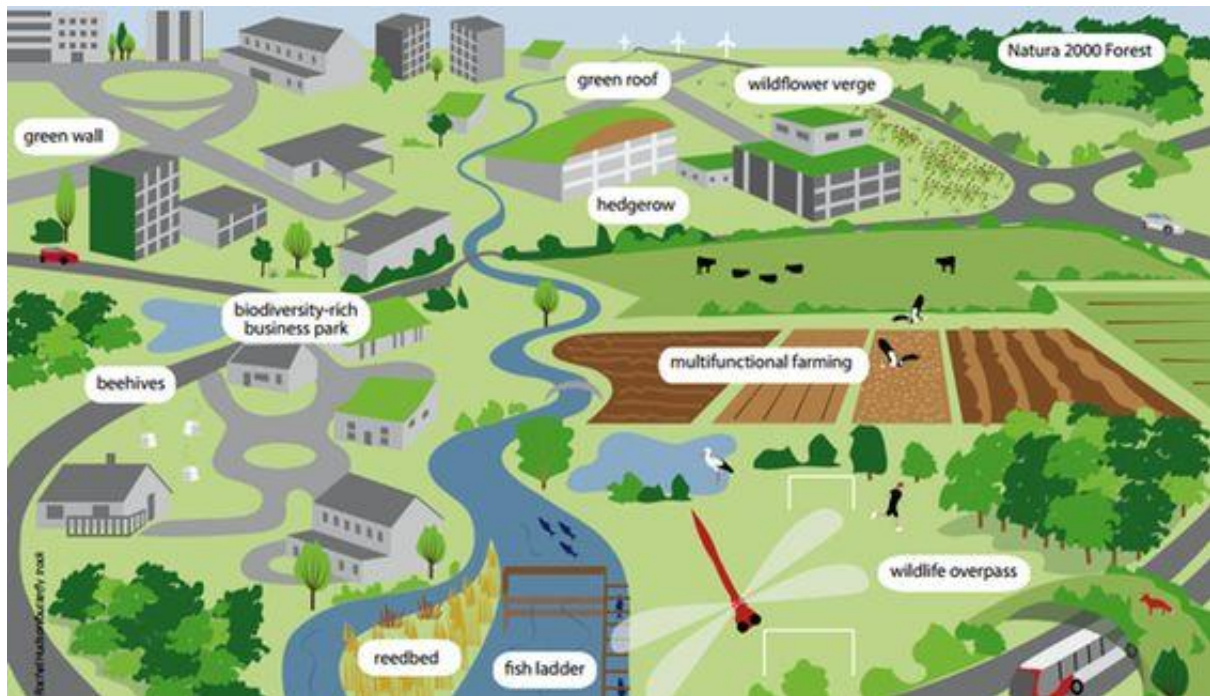 Natura 2000 Forest
green roof
wildflower verge
green wall
hedgerow
biodiversity-rich
business park
multifunctional farming
beehives
wildlife overpass
reedbed
fish ladder